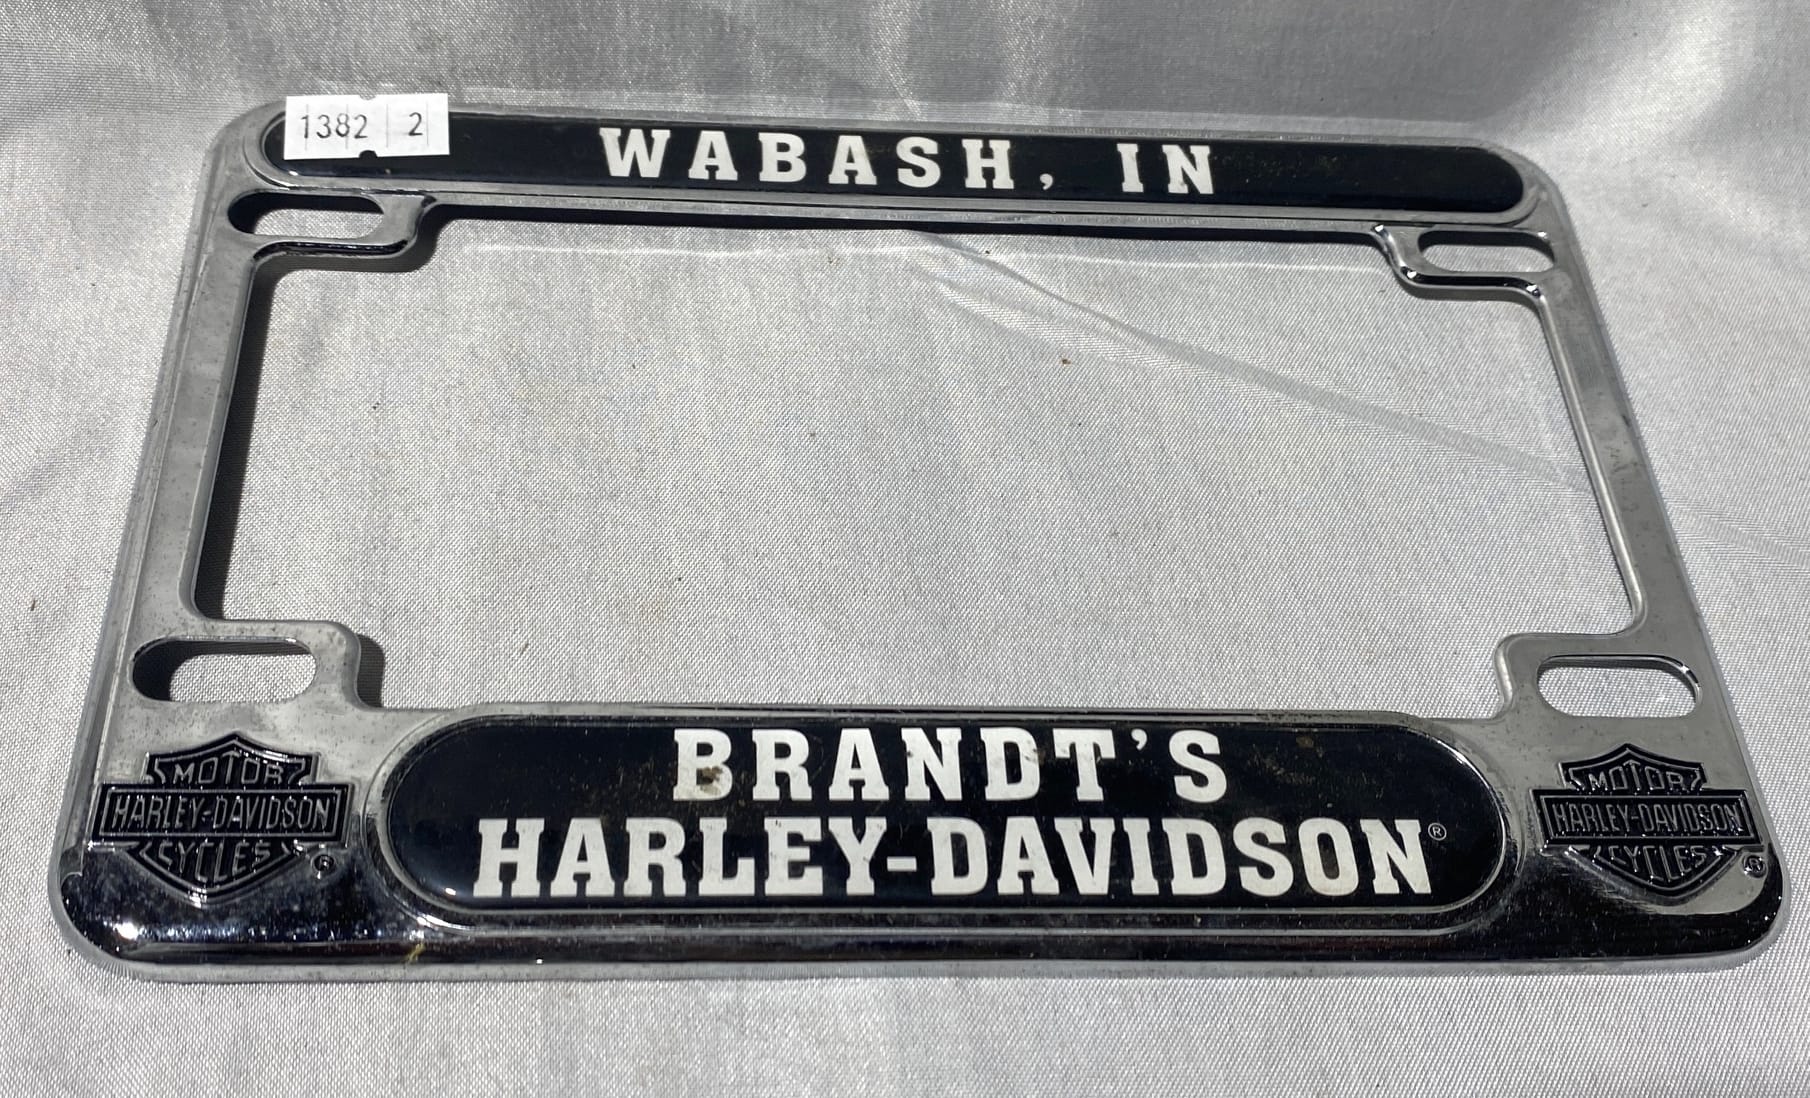 1382 2
WABASH, IN
BRANDT'S
HARLEY-DAVIDSON®
MOTOR
HARLEY-DAVIDSON
CYCLES ®
MOTOR
HARLEY-DAVIDSON
CYCLES ®